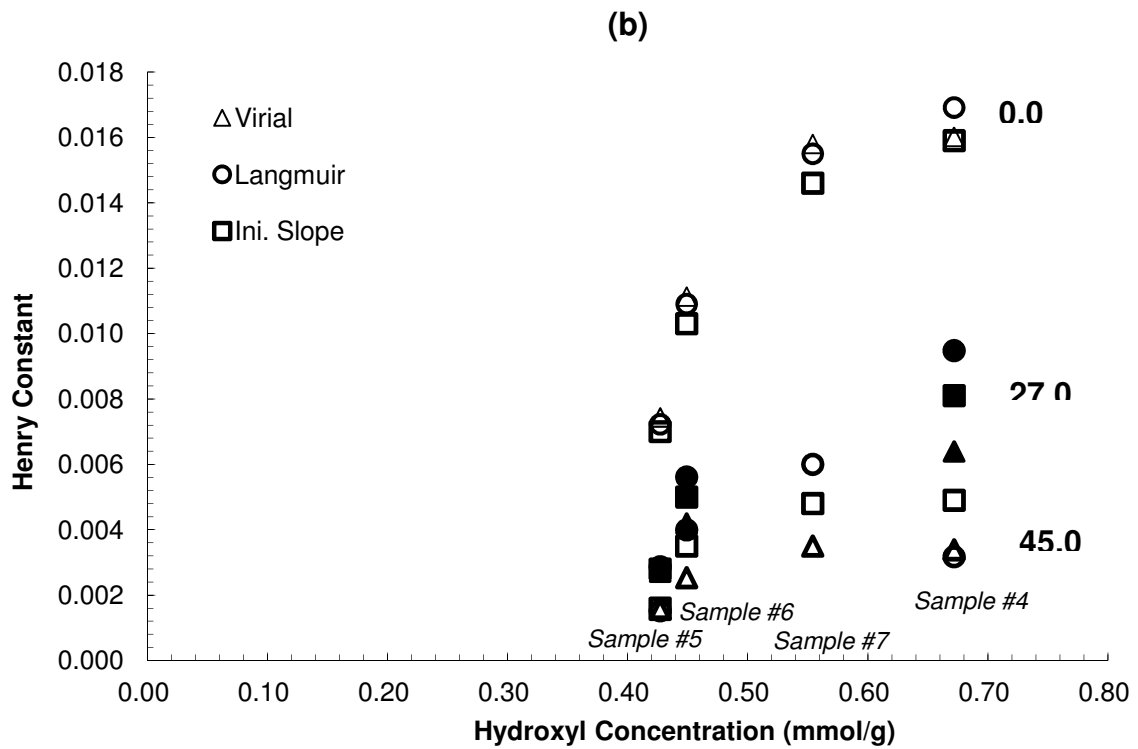 (b)
0.018
0.016
0.014
0.012
0.010
0.008
0.006
0.004
0.002
0.000
Henry Constant
Virial
Langmuir
Ini. Slope
0.0
27.0
45.0
Sample #5
Sample #6
Sample #7
Sample #4
0.00 0.10 0.20 0.30 0.40 0.50 0.60 0.70 0.80
Hydroxyl Concentration (mmol/g)